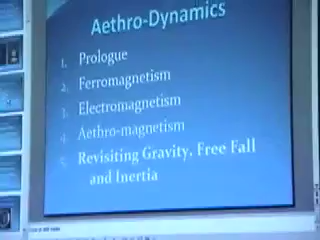 Aethro-Dynamics
1. Prologue
2. Ferromagnetism
3. Electromagnetism
4. Aethro-magnetism
5. Revisiting Gravity, Free Fall
and Inertia